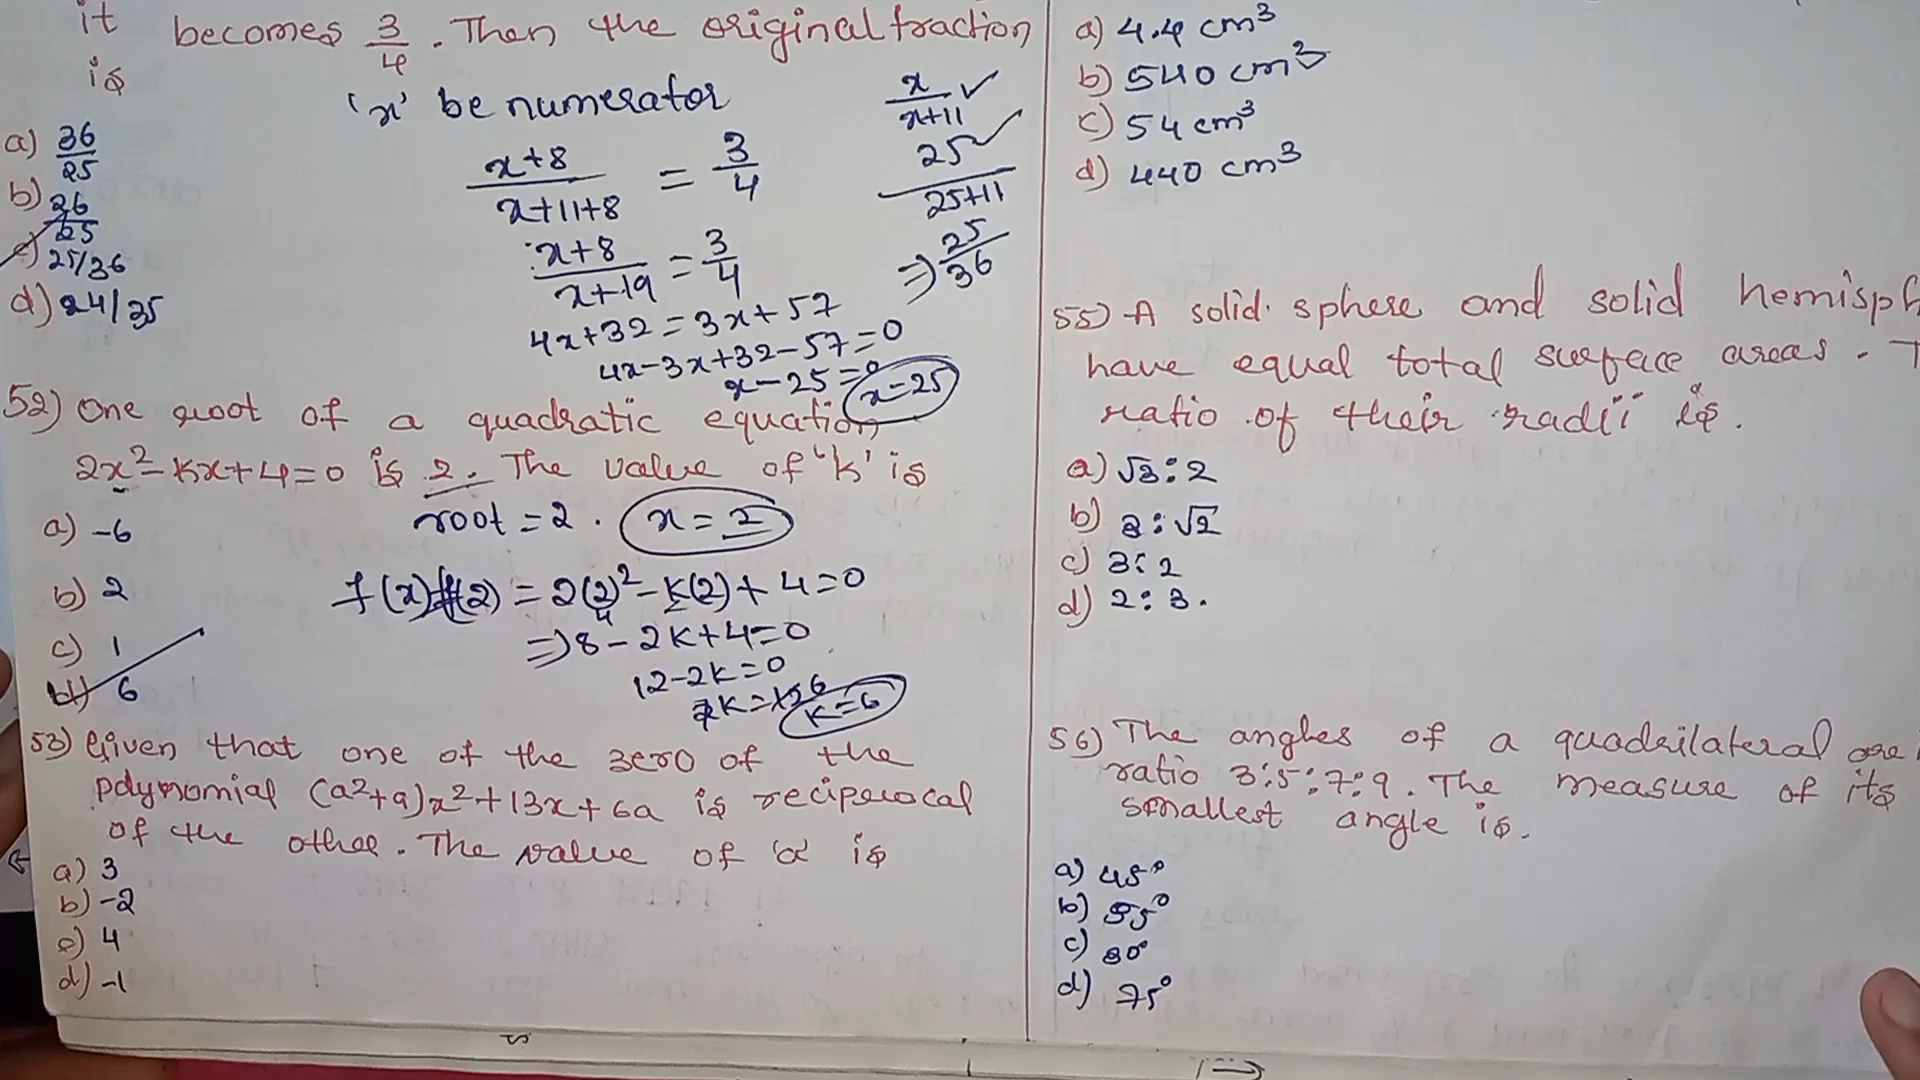 it becomes 3/4. Then the original fraction
is
'x' be numerator
a) 36/25
b) 26/25
c) 25/36
d) 24/35
x+8/x+11+8 = 3/4
x+8/x+19 = 3/4
4x+32=3x+57
4x-3x+32-57=0
x-25=0
x=25
x/x+11 ✓
25/25+11 ✓
⇒ 25/36
52) One root of a quadratic equation
2x²-kx+4=0 is 2. The value of 'k' is
a) -6
b) 2
c) 1
d) 6
root = 2. x = 2
f(x) f(2) = 2(2)² - k(2) + 4 = 0
4
⇒ 8 - 2k + 4 = 0
12-2k=0
2k=12 6
k=6
53) Given that one of the zero of the
polynomial (a²+9)x²+13x+6a is reciprocal
of the other. The value of 'a' is
a) 3
b) -2
c) 4
d) -1
a) 4.4 cm³
b) 540 cm³
c) 54 cm³
d) 440 cm³
55) A solid sphere and solid hemisph
have equal total surface areas. T
ratio of their radii is.
a) √3:2
b) 3:√2
c) 3:2
d) 2:3.
56) The angles of a quadrilateral are i
ratio 3:5:7:9. The measure of its
smallest angle is.
a) 45°
b) 55°
c) 30°
d) 75°